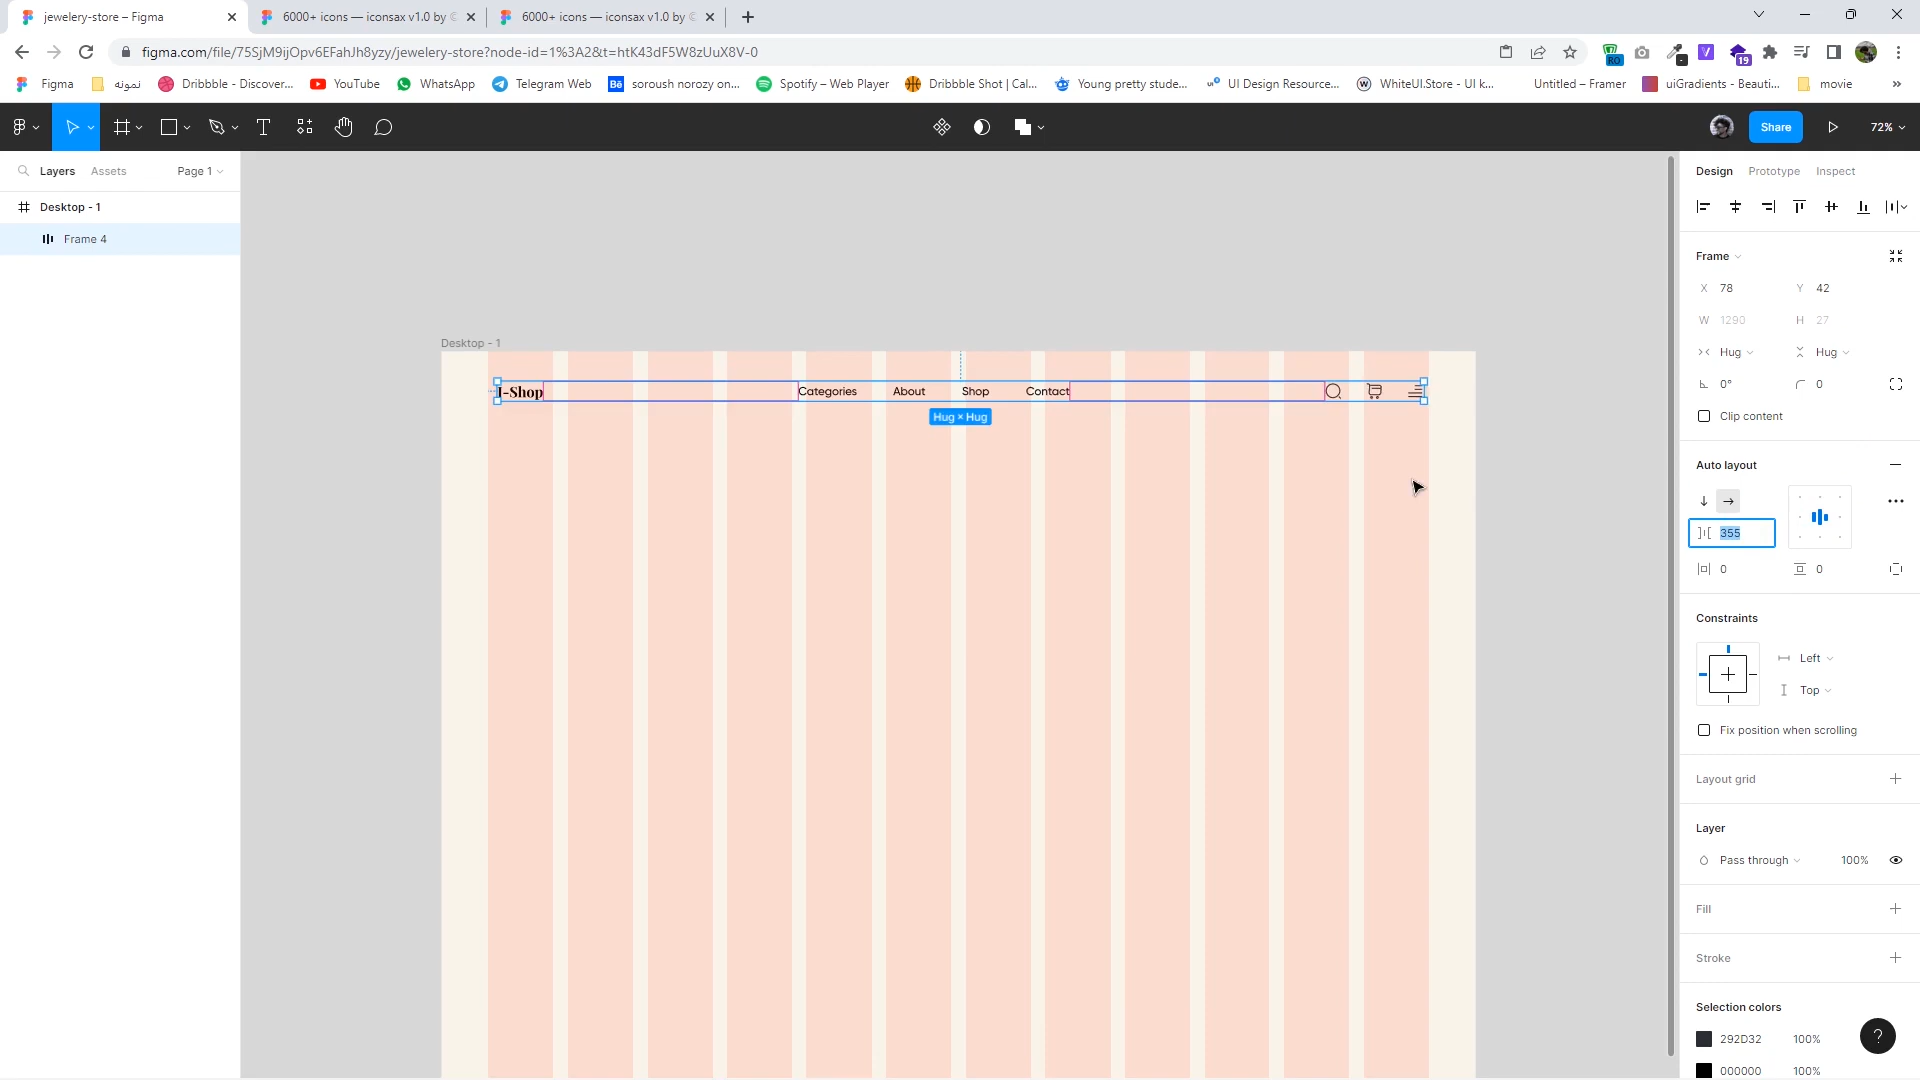 jewelery-store – Figma
6000+ icons — iconsax v1.0 by ©
6000+ icons — iconsax v1.0 by ©
figma.com/file/75SjM9ijOpv6EFahJh8yzy/jewelery-store?node-id=1%3A2&t=htK43dF5W8zUuX8V-0
RO
19
Figma
نمونه
Dribbble - Discover...
YouTube
WhatsApp
Telegram Web
Bē
soroush norozy on...
Spotify – Web Player
Dribbble Shot | Cal...
Young pretty stude...
UI Design Resource...
WhiteUI.Store - UI k...
Untitled – Framer
uiGradients - Beauti...
movie
»
Share
72%
Layers
Assets
Page 1
Desktop - 1
Frame 4
Desktop - 1
I-Shop
Categories
About
Shop
Contact
Hug × Hug
Design
Prototype
Inspect
Frame
X 78
Y 42
W 1290
H 27
Hug
Hug
0°
0
Clip content
Auto layout
355
0
0
Constraints
Left
Top
Fix position when scrolling
Layout grid
Layer
Pass through
100%
Fill
Stroke
Selection colors
292D32
100%
000000
100%
?